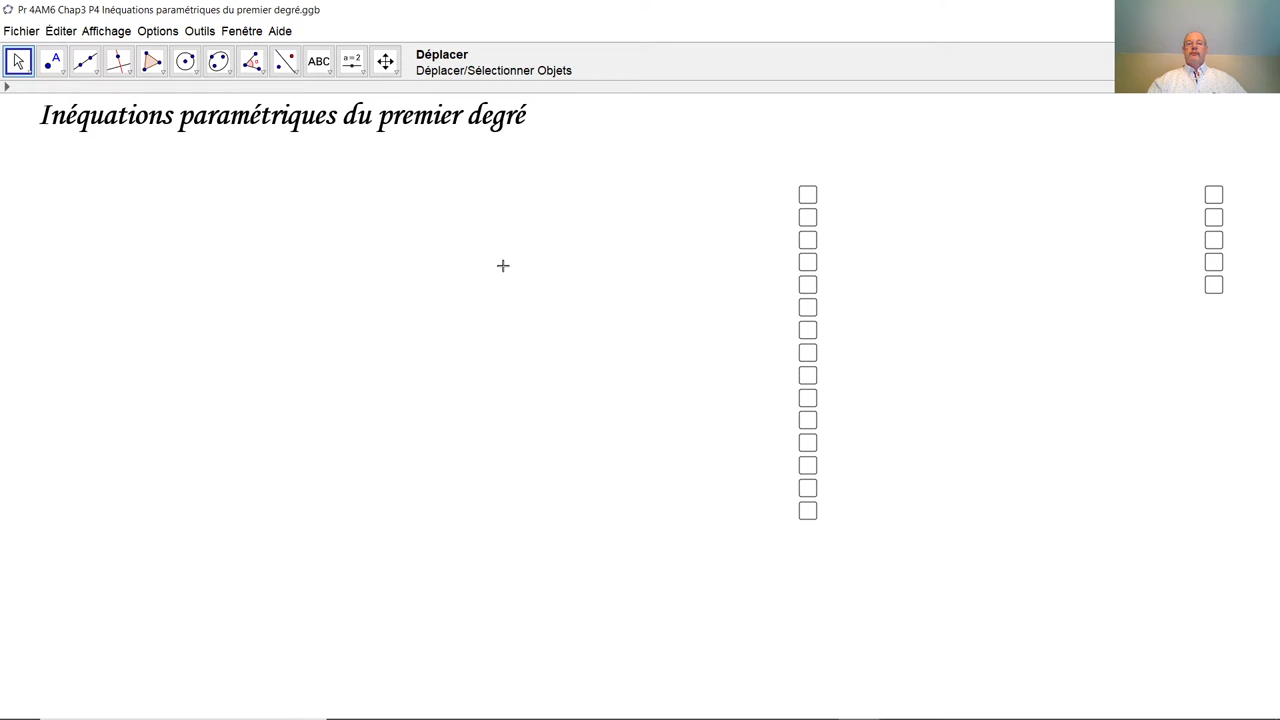 Pr 4AM6 Chap3 P4 Inéquations paramétriques du premier degré.ggb
Fichier Éditer Affichage Options Outils Fenêtre Aide
A
ABC
a=2
Déplacer
Déplacer/Sélectionner Objets
Inéquations paramétriques du premier degré